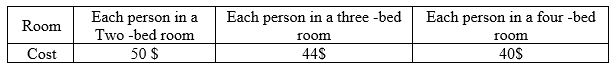 Room
Each person in a
Two -bed room
Each person in a three -bed
room
Each person in a four -bed
room
Cost
50 $
44$
40$